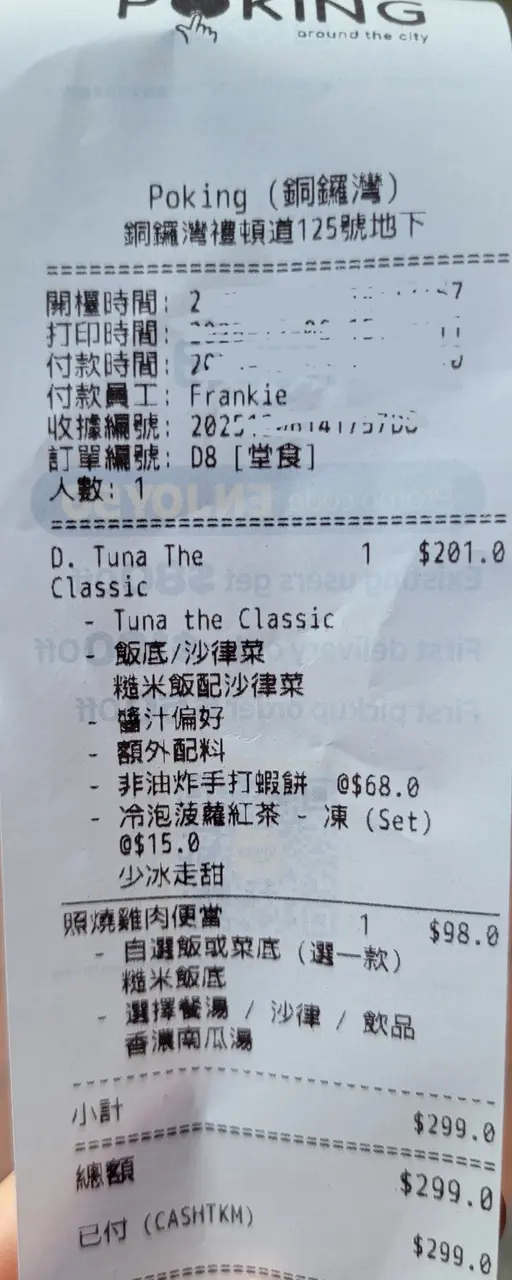 POKING
around the city
Poking (銅鑼灣)
銅鑼灣禮頓道125號地下
開檯時間: 2
打印時間:
付款時間: 2
付款員工: Frankie
收據編號:
訂單編號: D8 [堂食]
人數: 1
D. Tuna The 1 $201.0
Classic
- Tuna the Classic
- 飯底/沙律菜
糙米飯配沙律菜
- 醬汁偏好
- 額外配料
- 非油炸手打蝦餅 @$68.0
- 冷泡菠蘿紅茶 - 凍 (Set)
@$15.0
少冰走甜
照燒雞肉便當 1 $98.0
- 自選飯或菜底 (選一款)
糙米飯底
- 選擇餐湯 / 沙律 / 飲品
香濃南瓜湯
小計 $299.0
總額 $299.0
已付 (CASHTKM) $299.0